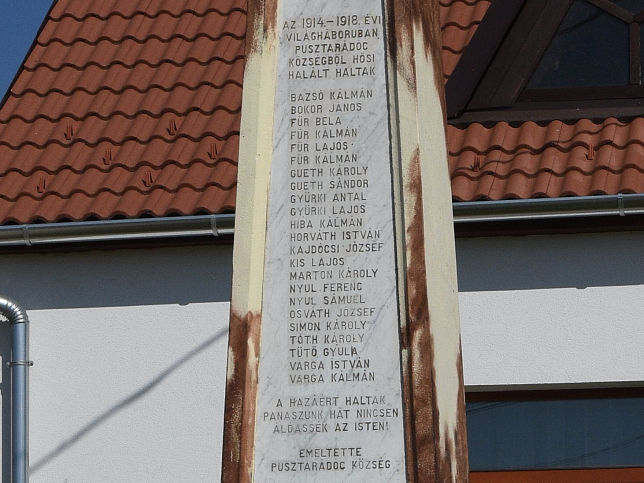 AZ 1914.–1918. ÉVI
VILÁGHÁBORUBAN,
PUSZTARADOC
KÖZSÉGBŐL HŐSI
HALÁLT HALTAK
BAZSÓ KÁLMÁN
BOKOR JÁNOS
FÜR BÉLA
FÜR KÁLMÁN
FÜR LAJOS
FÜR KÁLMÁN
GUETH KÁROLY
GUETH SÁNDOR
GYÜRKI ANTAL
GYÜRKI LAJOS
HIBA KÁLMÁN
HORVÁTH ISTVÁN
KAJDOCSI JÓZSEF
KIS LAJOS
MARTON KÁROLY
NYUL FERENC
NYUL SÁMUEL
OSVÁTH JÓZSEF
SIMON KÁROLY
TÓTH KÁROLY
TÜTŐ GYULA
VARGA ISTVÁN
VARGA KÁLMÁN
A HAZÁÉRT HALTAK
PANASZUNK HÁT NINCSEN
ÁLDASSÉK AZ ISTEN!
EMELTETTE
PUSZTARADOC KÖZSÉG